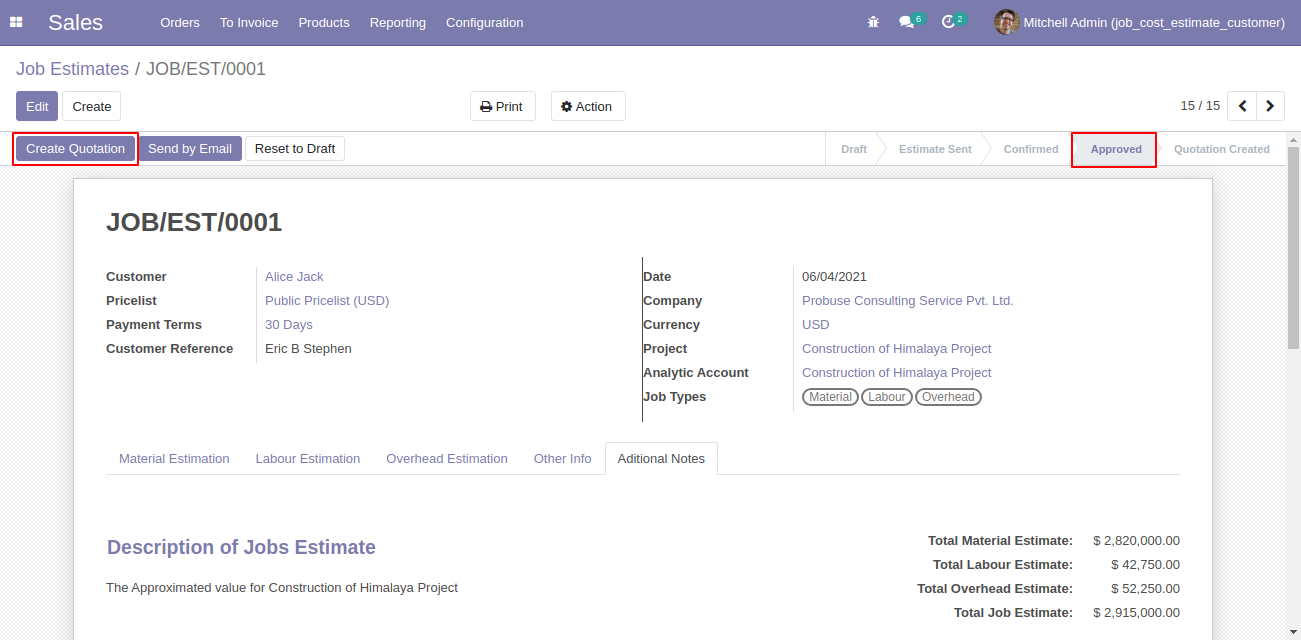 Sales Orders To Invoice Products Reporting Configuration 6 2 Mitchell Admin (job_cost_estimate_customer)
Job Estimates / JOB/EST/0001
Edit Create Print Action 15 / 15
Create Quotation Send by Email Reset to Draft Draft Estimate Sent Confirmed Approved Quotation Created
JOB/EST/0001
Customer Alice Jack Date 06/04/2021
Pricelist Public Pricelist (USD) Company Probuse Consulting Service Pvt. Ltd.
Payment Terms 30 Days Currency USD
Customer Reference Eric B Stephen Project Construction of Himalaya Project
Analytic Account Construction of Himalaya Project
Job Types Material Labour Overhead
Material Estimation Labour Estimation Overhead Estimation Other Info Aditional Notes
Description of Jobs Estimate Total Material Estimate: $ 2,820,000.00
Total Labour Estimate: $ 42,750.00
The Approximated value for Construction of Himalaya Project Total Overhead Estimate: $ 52,250.00
Total Job Estimate: $ 2,915,000.00